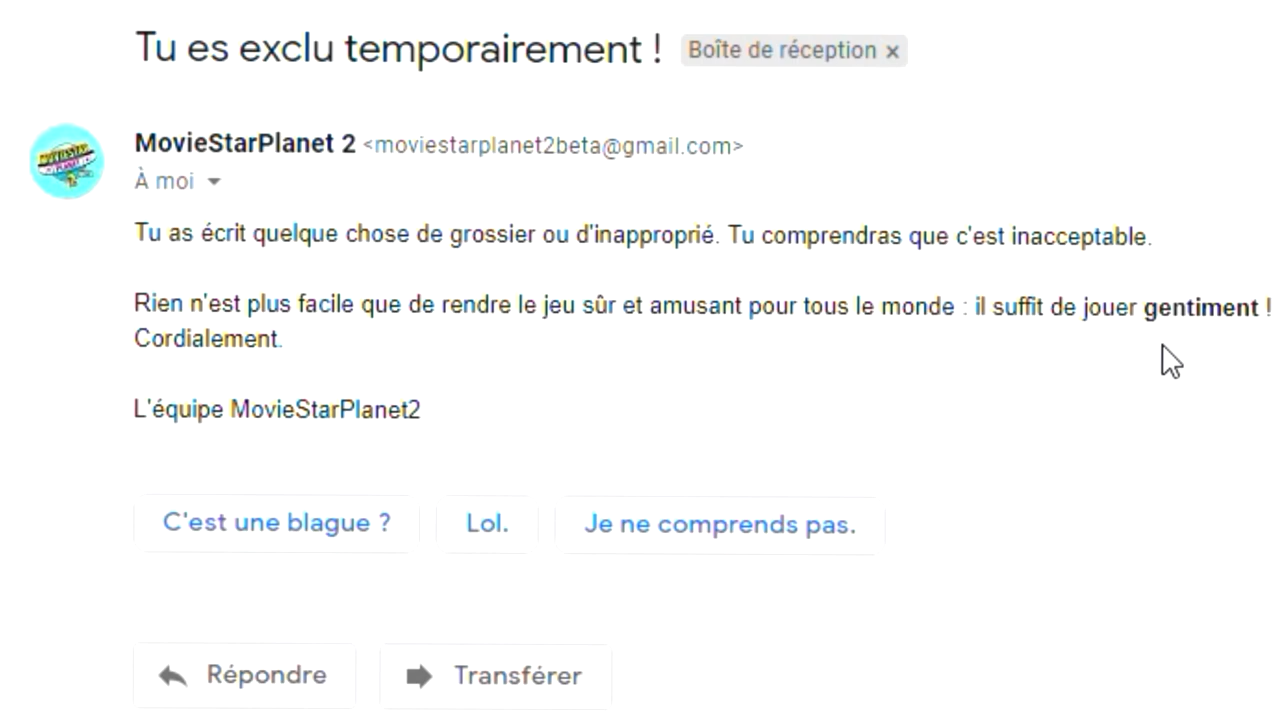 Tu es exclu temporairement ! Boîte de réception ×
MovieStarPlanet 2 <moviestarplanet2beta@gmail.com>
À moi
Tu as écrit quelque chose de grossier ou d'inapproprié. Tu comprendras que c'est inacceptable.
Rien n'est plus facile que de rendre le jeu sûr et amusant pour tous le monde : il suffit de jouer gentiment !
Cordialement.
L'équipe MovieStarPlanet2
C'est une blague ? Lol. Je ne comprends pas.
Répondre Transférer